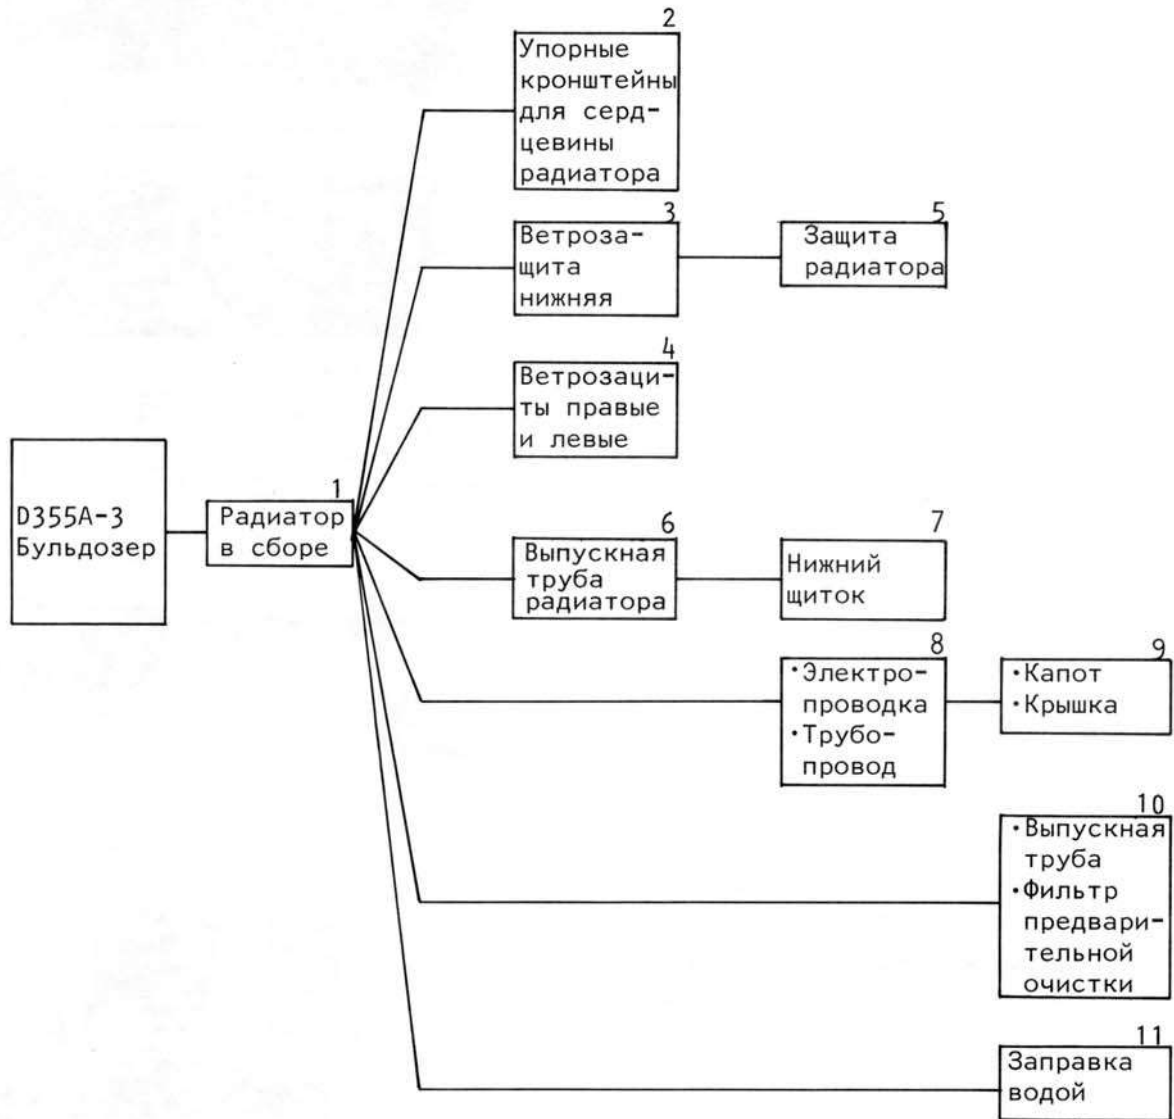 2
Упорные
кронштейны
для серд-
цевины
радиатора
3
Ветроза-
щита
нижняя
5
Защита
радиатора
4
Ветрозаци-
ты правые
и левые
D355A-3
Бульдозер
1
Радиатор
в сборе
6
Выпускная
труба
радиатора
7
Нижний
щиток
8
·Электро-
проводка
·Трубо-
провод
9
·Капот
·Крышка
10
·Выпускная
труба
·Фильтр
предвари-
тельной
очистки
11
Заправка
водой